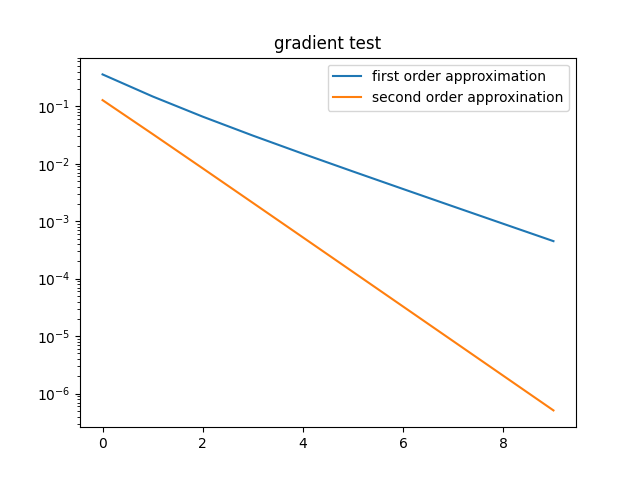 gradient test
first order approximation
second order approxination
10⁻¹
10⁻²
10⁻³
10⁻⁴
10⁻⁵
10⁻⁶
0 2 4 6 8